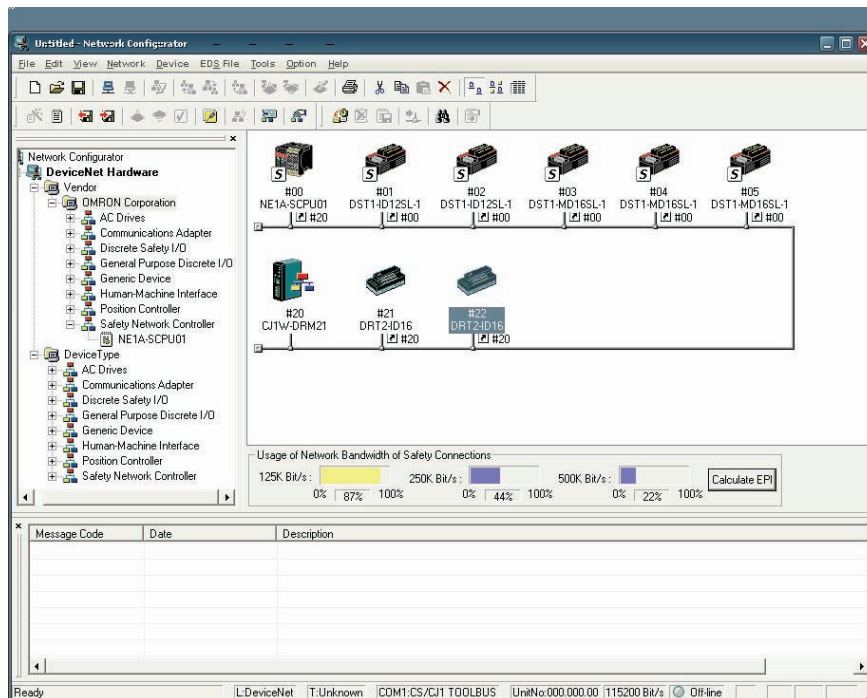 Untitled - Network Configurator
File Edit View Network Device EDS File Tools Option Help
Network Configurator
DeviceNet Hardware
Vendor
OMRON Corporation
AC Drives
Communications Adapter
Discrete Safety I/O
General Purpose Discrete I/O
Generic Device
Human-Machine Interface
Position Controller
Safety Network Controller
NE1A-SCPU01
DeviceType
AC Drives
Communications Adapter
Discrete Safety I/O
General Purpose Discrete I/O
Generic Device
Human-Machine Interface
Position Controller
Safety Network Controller
S S S S S S
#00 #01 #02 #03 #04 #05
NE1A-SCPU01 DST1-ID12SL-1 DST1-ID12SL-1 DST1-MD16SL-1 DST1-MD16SL-1 DST1-MD16SL-1
#20 #00 #00 #00 #00 #00
#20 #21 #22
CJ1W-DRM21 DRT2-ID16 DRT2-ID16
#20 #20
Usage of Network Bandwidth of Safety Connections
125K Bit/s : 250K Bit/s : 500K Bit/s : Calculate EPI
0% 87% 100% 0% 44% 100% 0% 22% 100%
Message Code Date Description
Ready L:DeviceNet T:Unknown COM1:CS/CJ1 TOOLBUS UnitNo:000.000.00 115200 Bit/s Off-line